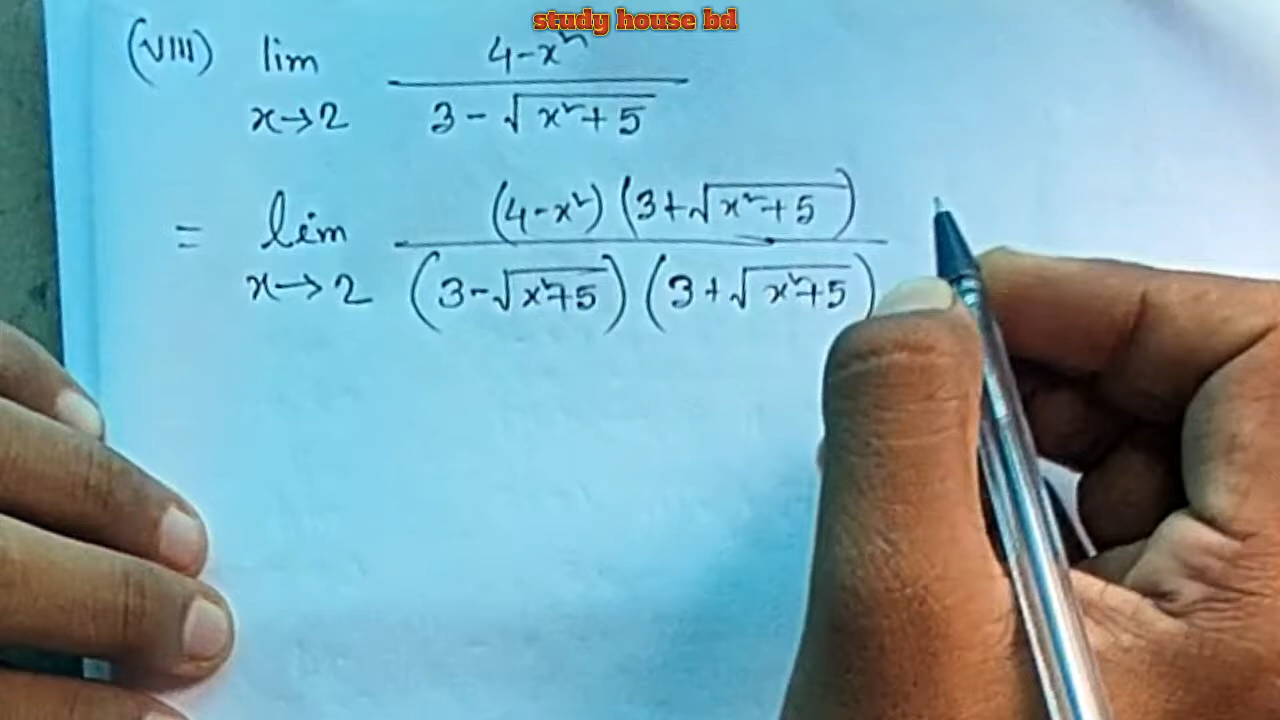 study house bd
(VIII) lim x→2 4-x² / 3-√x²+5
= lim x→2 (4-x²)(3+√x²+5) / (3-√x²+5)(3+√x²+5)